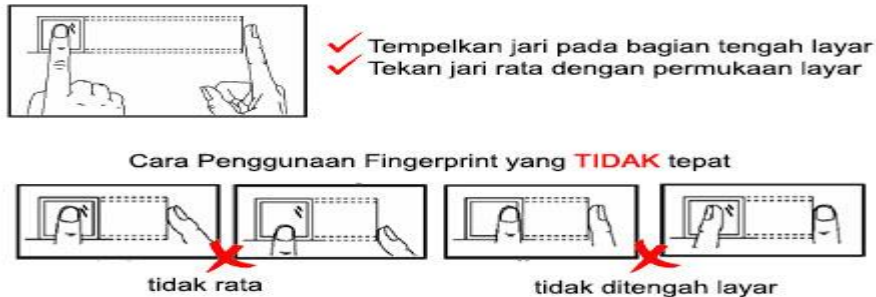 Tempelkan jari pada bagian tengah layar
Tekan jari rata dengan permukaan layar
Cara Penggunaan Fingerprint yang TIDAK tepat
tidak rata
tidak ditengah layar